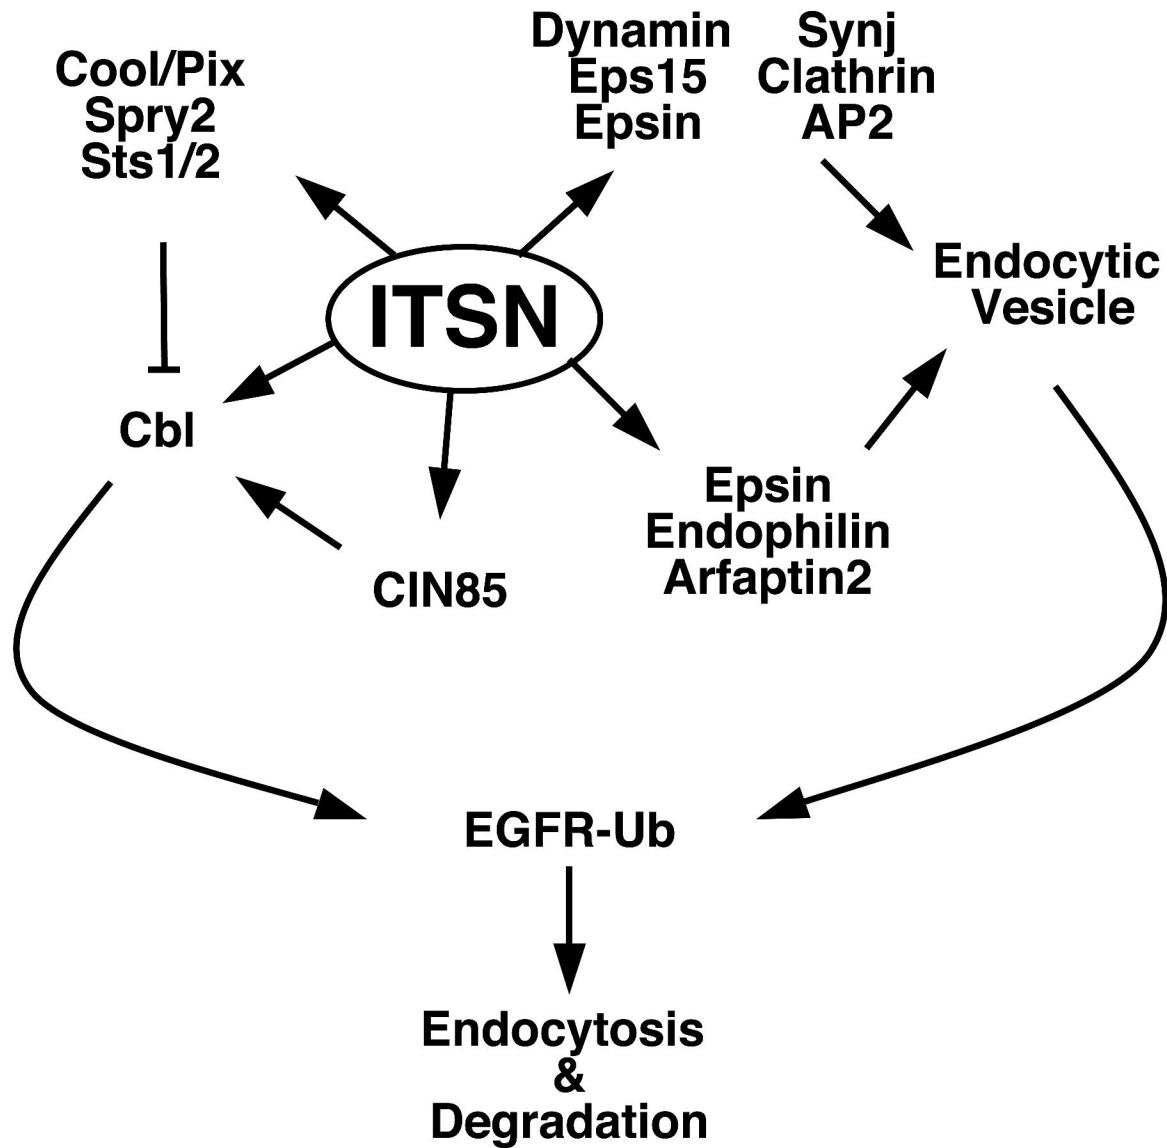 Dynamin Synj
Eps15 Clathrin
Epsin AP2
Cool/Pix
Spry2
Sts1/2
ITSN
Endocytic
Vesicle
Cbl
CIN85
Epsin
Endophilin
Arfaptin2
EGFR-Ub
Endocytosis
&
Degradation